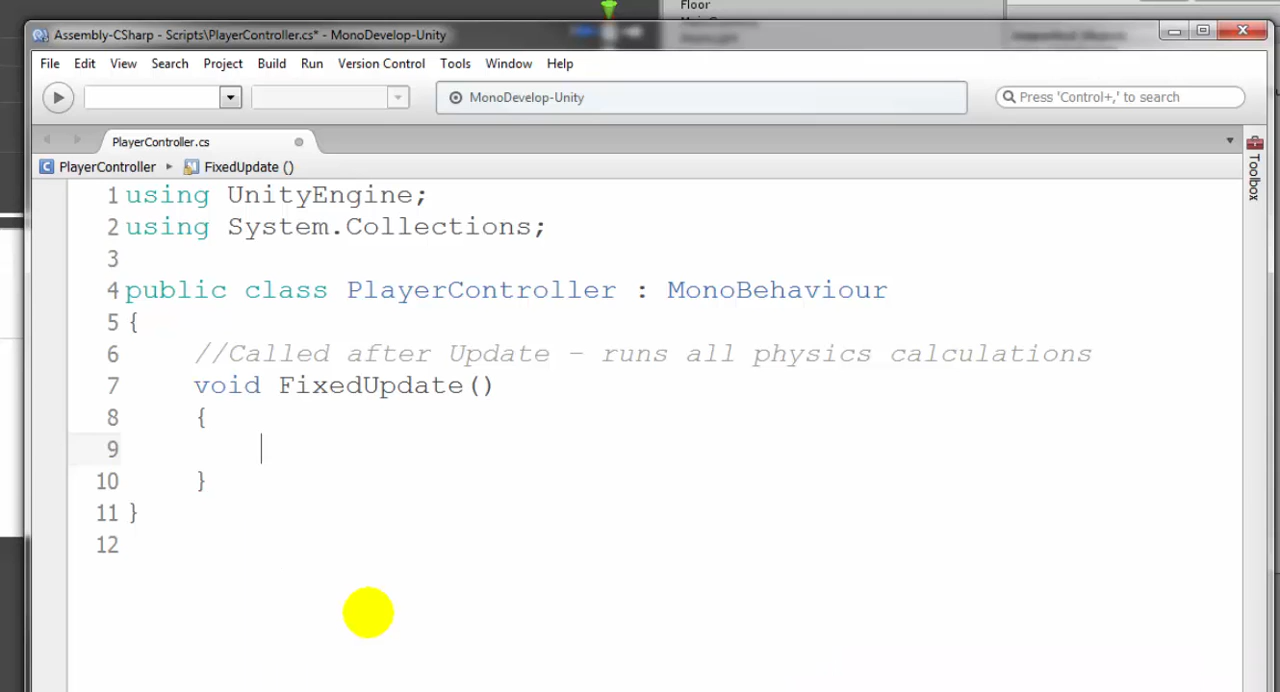 Floor
Assembly-CSharp - Scripts\PlayerController.cs* - MonoDevelop-Unity
File Edit View Search Project Build Run Version Control Tools Window Help
MonoDevelop-Unity
Press 'Control+,' to search
PlayerController.cs
PlayerController FixedUpdate ()
Toolbox
1 using UnityEngine;
2 using System.Collections;
3
4 public class PlayerController : MonoBehaviour
5 {
6 //Called after Update - runs all physics calculations
7 void FixedUpdate()
8 {
9
10 }
11 }
12